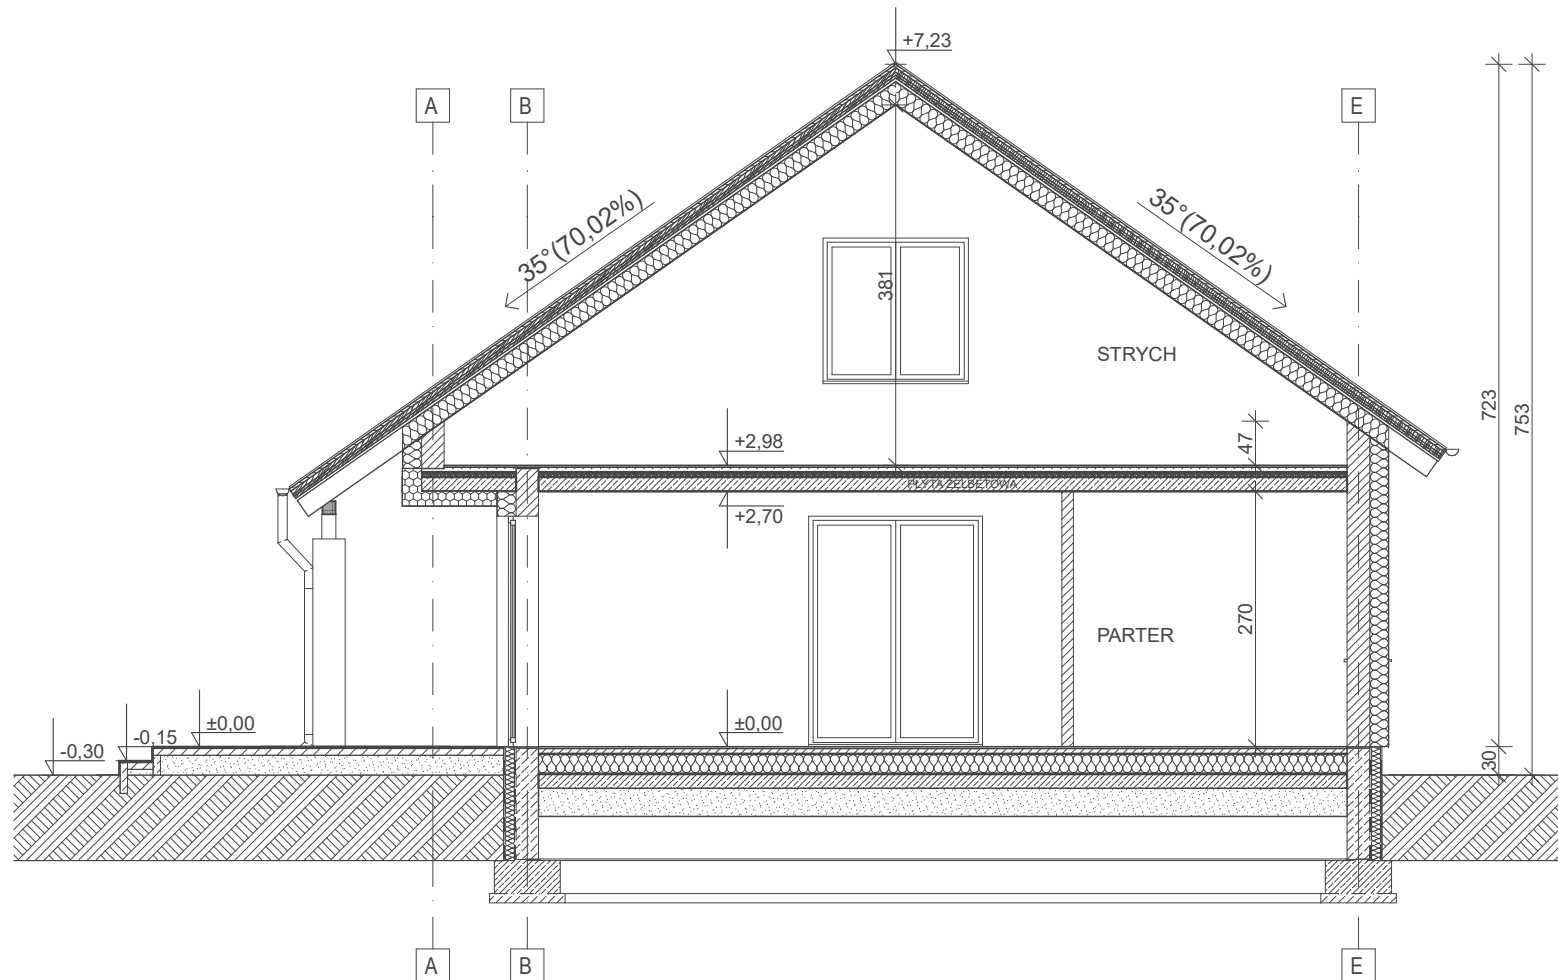 +7,23
A
B
E
35°(70,02%)
35°(70,02%)
381
STRYCH
723
753
+2,98
47
PŁYTA ŻELBETOWA
+2,70
270
PARTER
±0,00
±0,00
-0,15
-0,30
30
A
B
E